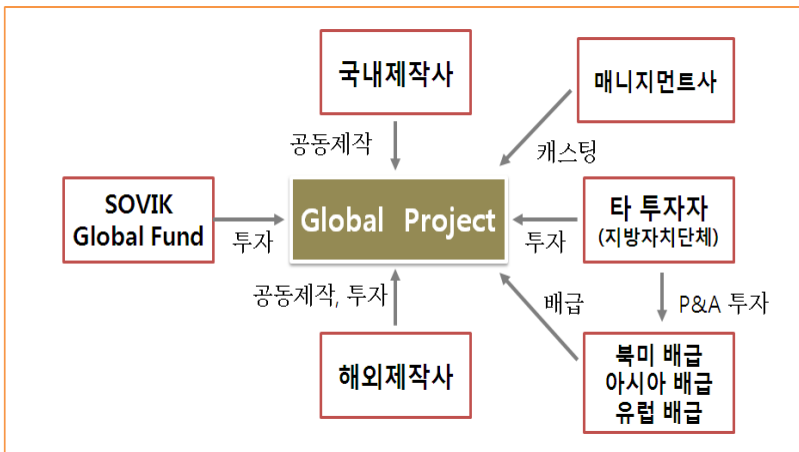 국내제작사
매니지먼트사
공동제작
캐스팅
SOVIK
Global Fund
투자
Global Project
투자
타 투자자
(지방자치단체)
공동제작, 투자
배급
P&A 투자
해외제작사
북미 배급
아시아 배급
유럽 배급